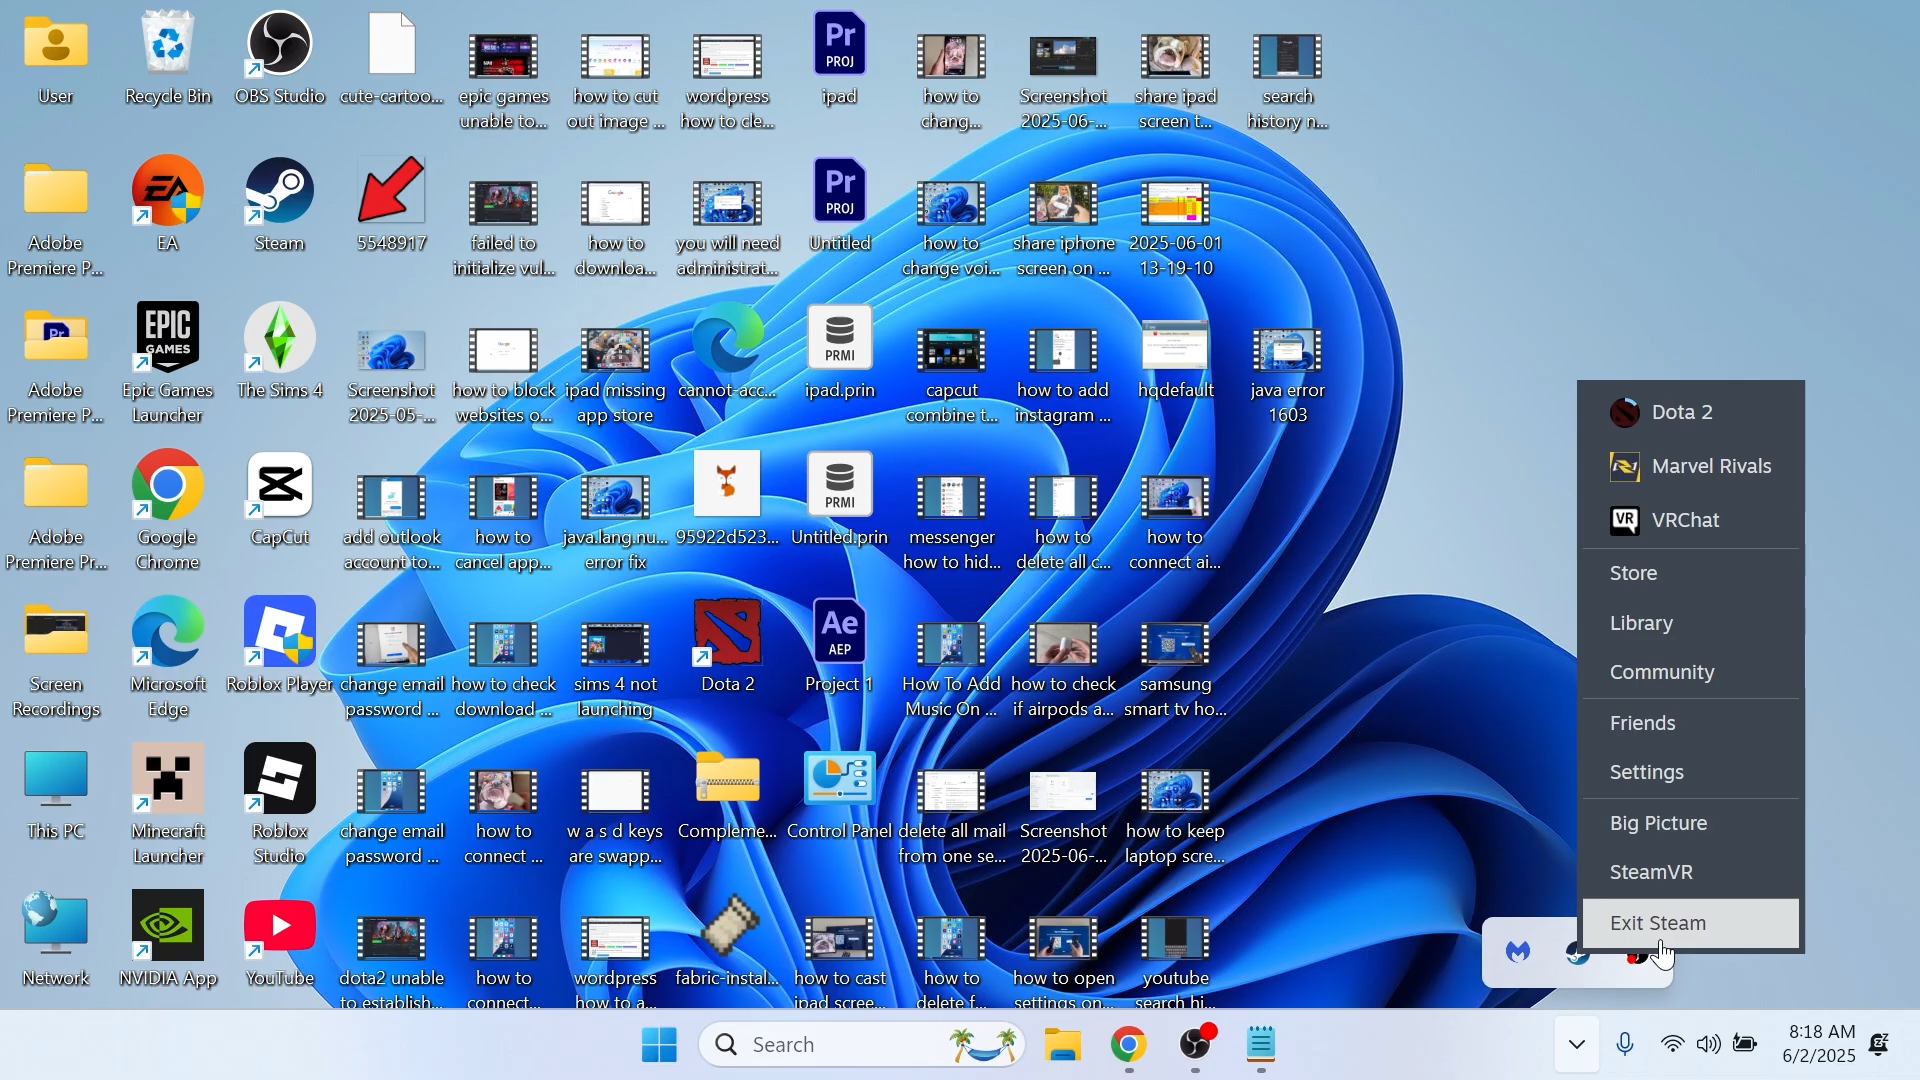 User
Recycle Bin
OBS Studio
cute-cartoo...
epic games
unable to...
how to cut
out image ...
wordpress
how to cle...
Pr
PROJ
ipad
how to
chang...
Screenshot
2025-06-...
share ipad
screen t...
search
history n...
Adobe
Premiere P...
EA
EA
Steam
5548917
failed to
initialize vul...
how to
downloa...
you will need
administrat...
Pr
PROJ
Untitled
how to
change voi...
share iphone
screen on ...
2025-06-01
13-19-10
Pr
Adobe
Premiere P...
EPIC
GAMES
Epic Games
Launcher
The Sims 4
Screenshot
2025-05-...
how to block
websites o...
ipad missing
app store
cannot-acc...
PRMI
ipad.prin
capcut
combine t...
how to add
instagram ...
hqdefault
java error
1603
Adobe
Premiere Pr...
Google
Chrome
CapCut
add outlook
account to...
how to
cancel app...
java.lang.nu...
error fix
95922d523...
PRMI
Untitled.prin
messenger
how to hid...
how to
delete all c...
how to
connect ai...
Screen
Recordings
Microsoft
Edge
Roblox Player
change email
password ...
how to check
download ...
sims 4 not
launching
Dota 2
Ae
AEP
Project 1
How To Add
Music On ...
how to check
if airpods a...
samsung
smart tv ho...
This PC
Minecraft
Launcher
Roblox
Studio
change email
password ...
how to
connect ...
w a s d keys
are swapp...
Compleme...
Control Panel
delete all mail
from one se...
Screenshot
2025-06-...
how to keep
laptop scre...
Network
NVIDIA App
YouTube
dota2 unable
to establish...
how to
connect...
wordpress
how to a...
fabric-instal...
how to cast
ipad scree...
how to
delete f...
how to open
settings on...
youtube
search hi...
Dota 2
Marvel Rivals
VR
VRChat
Store
Library
Community
Friends
Settings
Big Picture
SteamVR
Exit Steam
Search
8:18 AM
6/2/2025